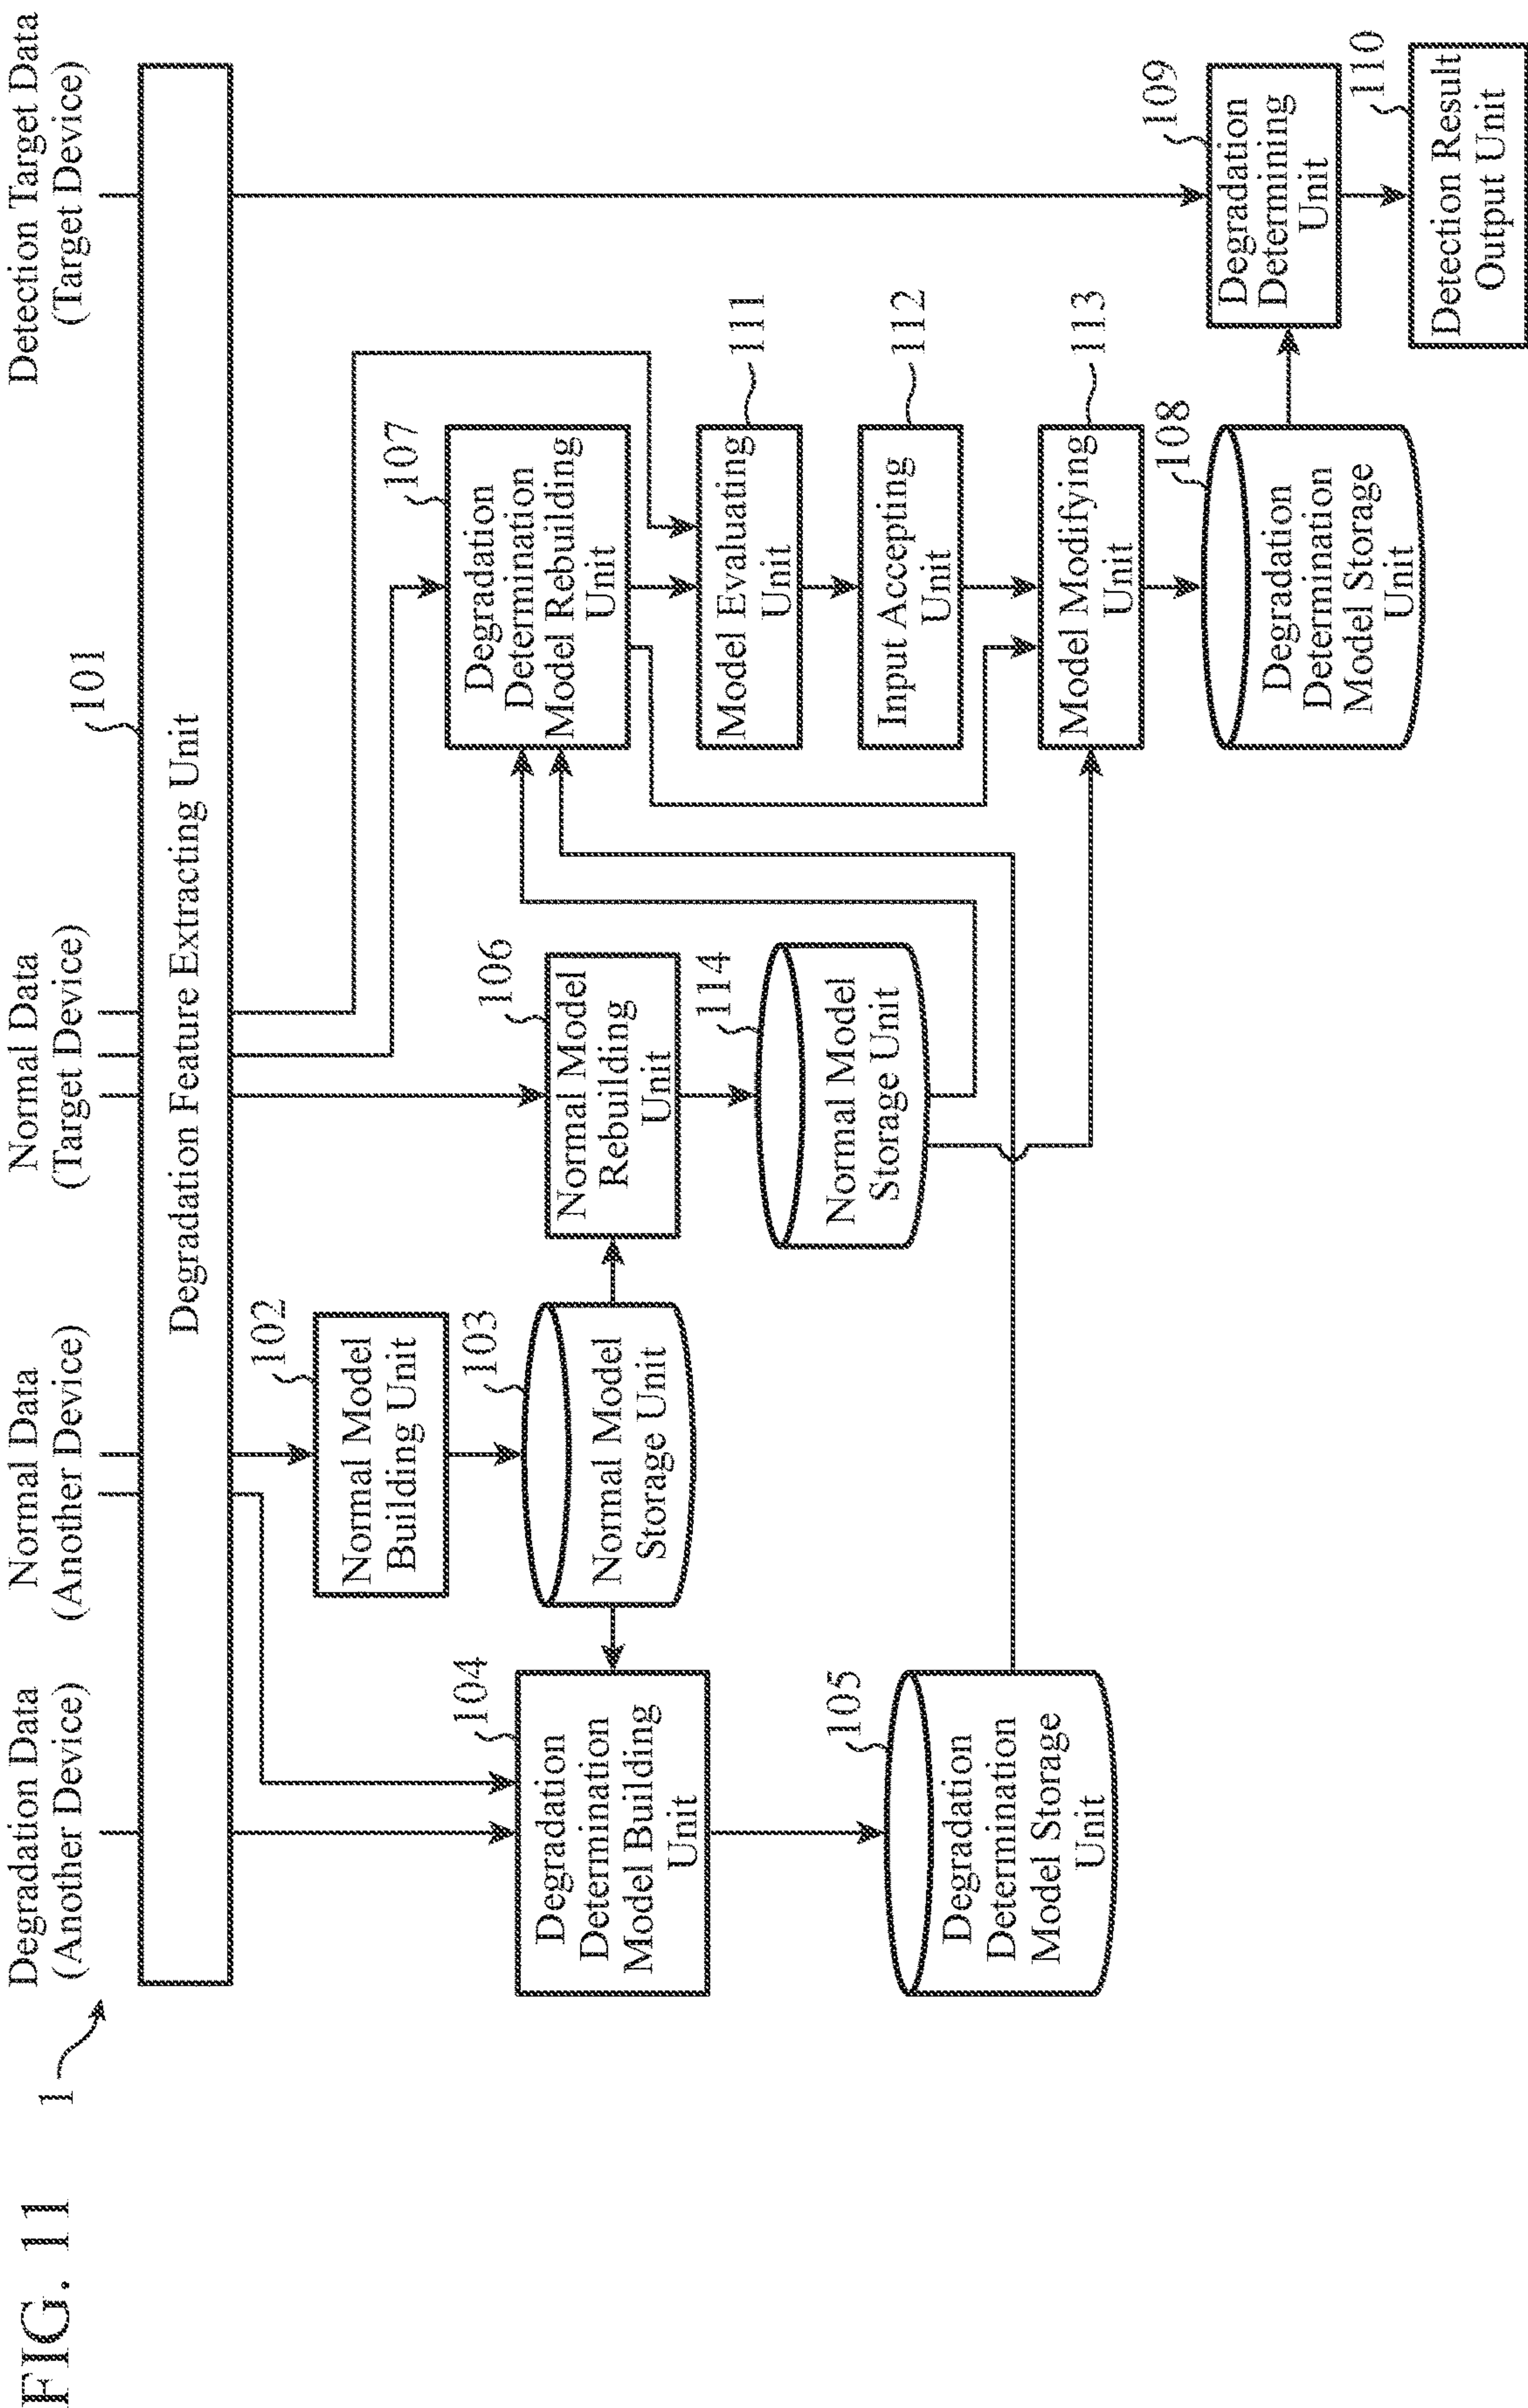 FIG. 11
1
Degradation Data
(Another Device)
Normal Data
(Another Device)
Normal Data
(Target Device)
Detection Target Data
(Target Device)
101
Degradation Feature Extracting Unit
102
Normal Model
Building Unit
103
Normal Model
Storage Unit
104
Degradation
Determination
Model Building
Unit
105
Degradation
Determination
Model Storage
Unit
106
Normal Model
Rebuilding
Unit
114
Normal Model
Storage Unit
107
Degradation
Determination
Model Rebuilding
Unit
111
Model Evaluating
Unit
112
Input Accepting
Unit
113
Model Modifying
Unit
108
Degradation
Determination
Model Storage
Unit
109
Degradation
Determining
Unit
110
Detection Result
Output Unit